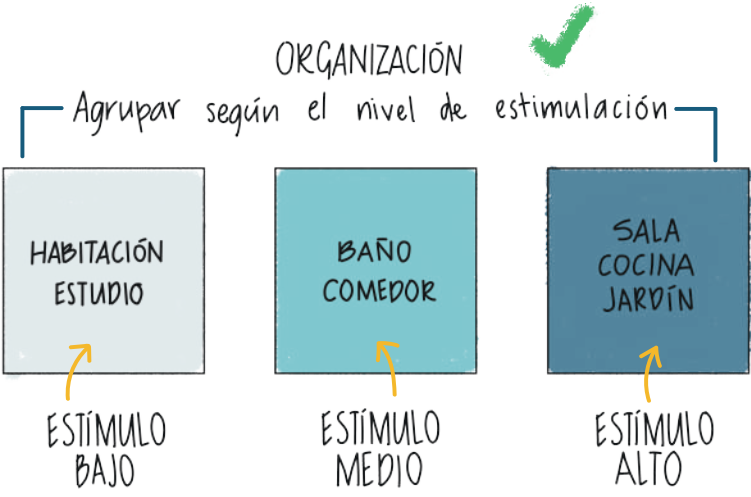 ORGANIZACIÓN
Agrupar según el nivel de estimulación
HABITACIÓN
ESTUDIO
BAÑO
COMEDOR
SALA
COCINA
JARDÍN
ESTÍMULO
BAJO
ESTÍMULO
MEDIO
ESTÍMULO
ALTO